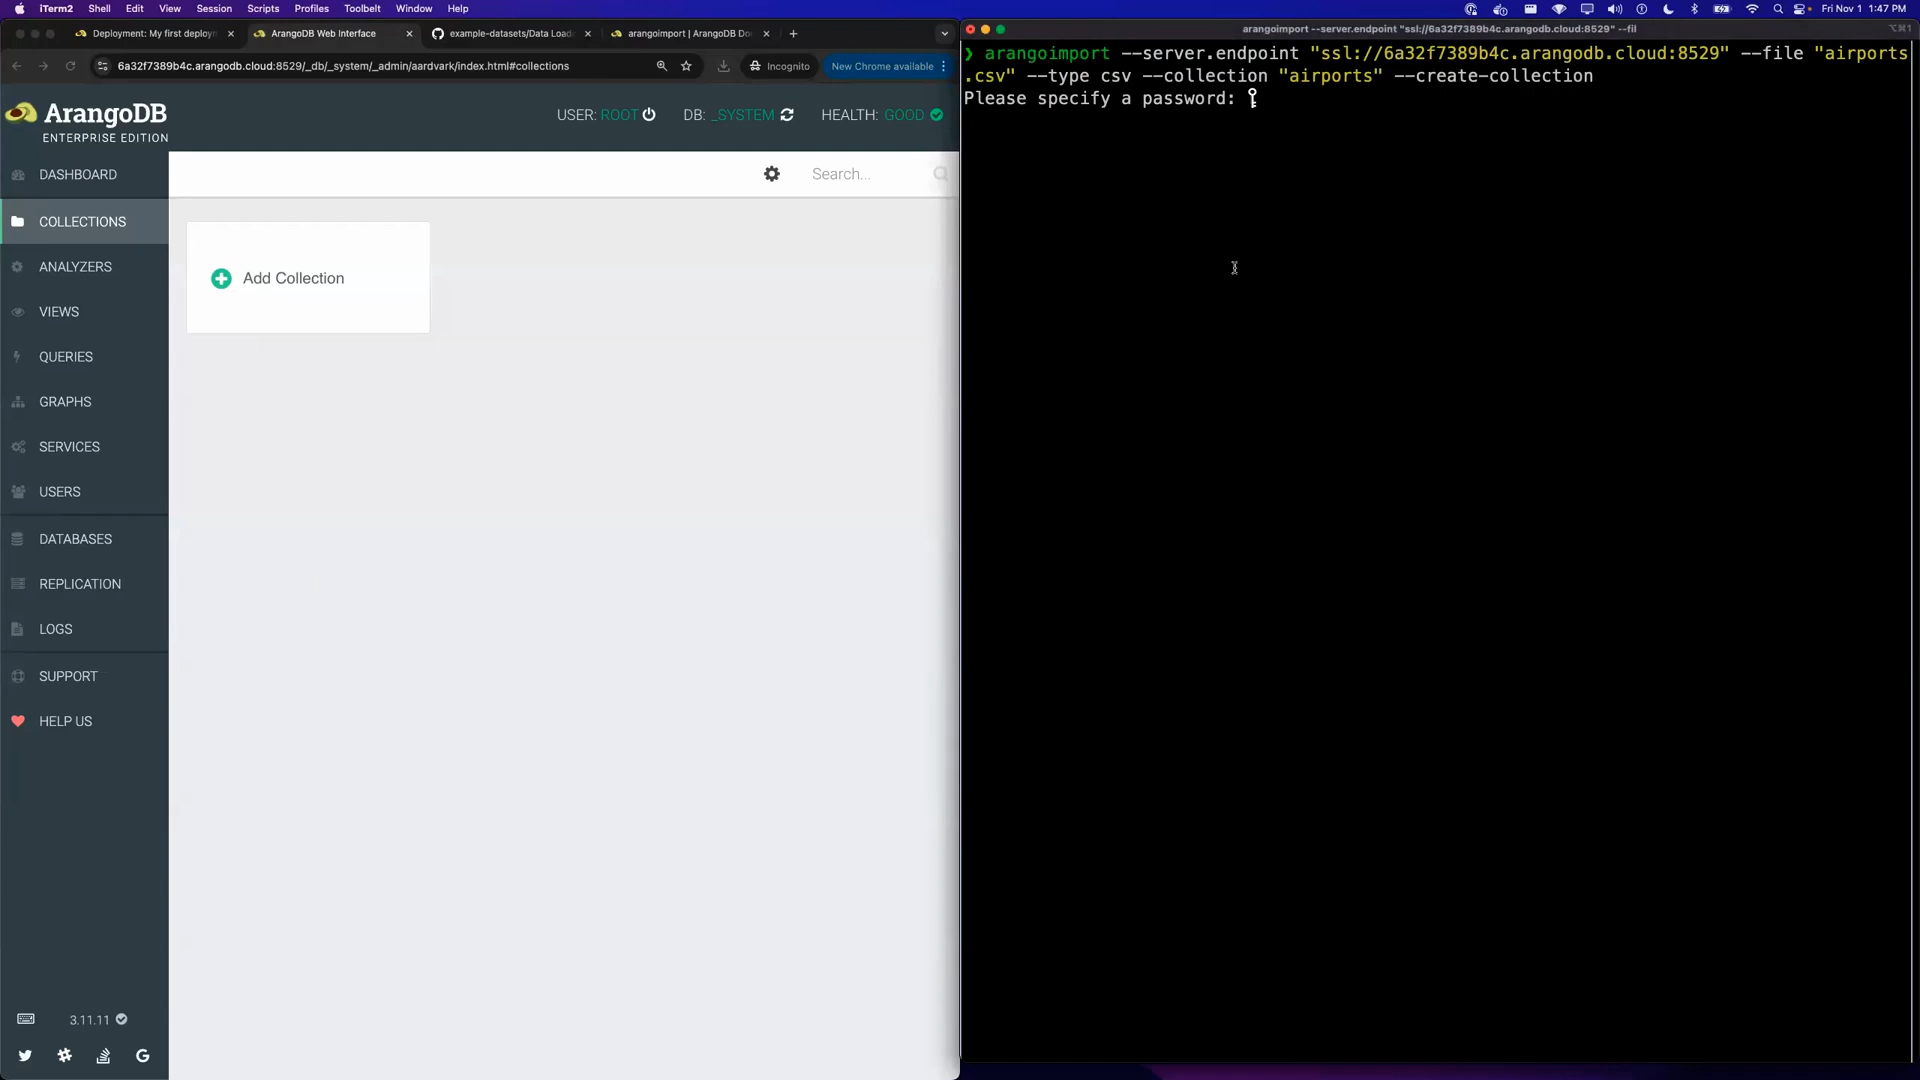 iTerm2 Shell Edit View Session Scripts Profiles Toolbelt Window Help
Fri Nov 1 1:47 PM
Deployment: My first deploym
ArangoDB Web Interface
example-datasets/Data Loade
arangoimport | ArangoDB Do
6a32f7389b4c.arangodb.cloud:8529/_db/_system/_admin/aardvark/index.html#collections
Incognito
New Chrome available
ArangoDB
ENTERPRISE EDITION
USER: ROOT
DB: _SYSTEM
HEALTH: GOOD
DASHBOARD
Search...
COLLECTIONS
Add Collection
ANALYZERS
VIEWS
QUERIES
GRAPHS
SERVICES
USERS
DATABASES
REPLICATION
LOGS
SUPPORT
HELP US
3.11.11
arangoimport --server.endpoint "ssl://6a32f7389b4c.arangodb.cloud:8529" --fil
⌥⌘1
❯ arangoimport --server.endpoint "ssl://6a32f7389b4c.arangodb.cloud:8529" --file "airports
.csv" --type csv --collection "airports" --create-collection
Please specify a password: